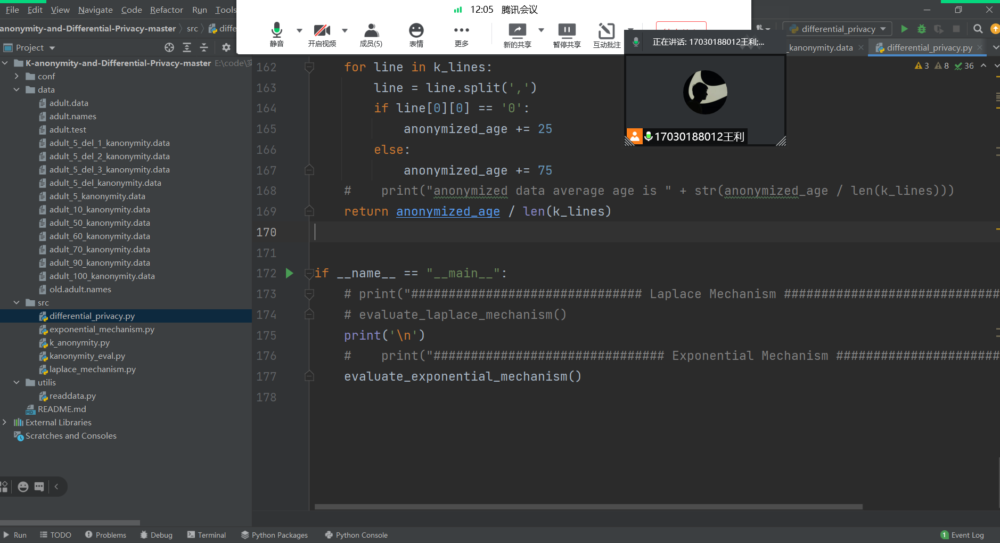 File Edit View Navigate Code Refactor Run Tools
12:05 腾讯会议
静音 开启视频 成员(5) 表情 更多 新的共享 暂停共享 互动批注
anonymity-and-Differential-Privacy-master src diffe
differential_privacy
正在讲话: 17030188012王利;...
17030188012王利
Project
_kanonymity.data differential_privacy.py
3 8 36
K-anonymity-and-Differential-Privacy-master E:\code\实
conf
data
adult.data
adult.names
adult.test
adult_5_del_1_kanonymity.data
adult_5_del_2_kanonymity.data
adult_5_del_3_kanonymity.data
adult_5_del_kanonymity.data
adult_5_kanonymity.data
adult_10_kanonymity.data
adult_50_kanonymity.data
adult_60_kanonymity.data
adult_70_kanonymity.data
adult_90_kanonymity.data
adult_100_kanonymity.data
old.adult.names
src
differential_privacy.py
exponential_mechanism.py
k_anonymity.py
kanonymity_eval.py
laplace_mechanism.py
utilis
readdata.py
README.md
External Libraries
Scratches and Consoles
162 for line in k_lines:
163 line = line.split(',')
164 if line[0][0] == '0':
165 anonymized_age += 25
166 else:
167 anonymized_age += 75
168 # print("anonymized data average age is " + str(anonymized_age / len(k_lines)))
169 return anonymized_age / len(k_lines)
170
171
172 if __name__ == "__main__":
173 # print("############################### Laplace Mechanism #############################
174 # evaluate_laplace_mechanism()
175 print('\n')
176 # print("############################### Exponential Mechanism ######################
177 evaluate_exponential_mechanism()
178
Run TODO Problems Debug Terminal Python Packages Python Console 1 Event Log